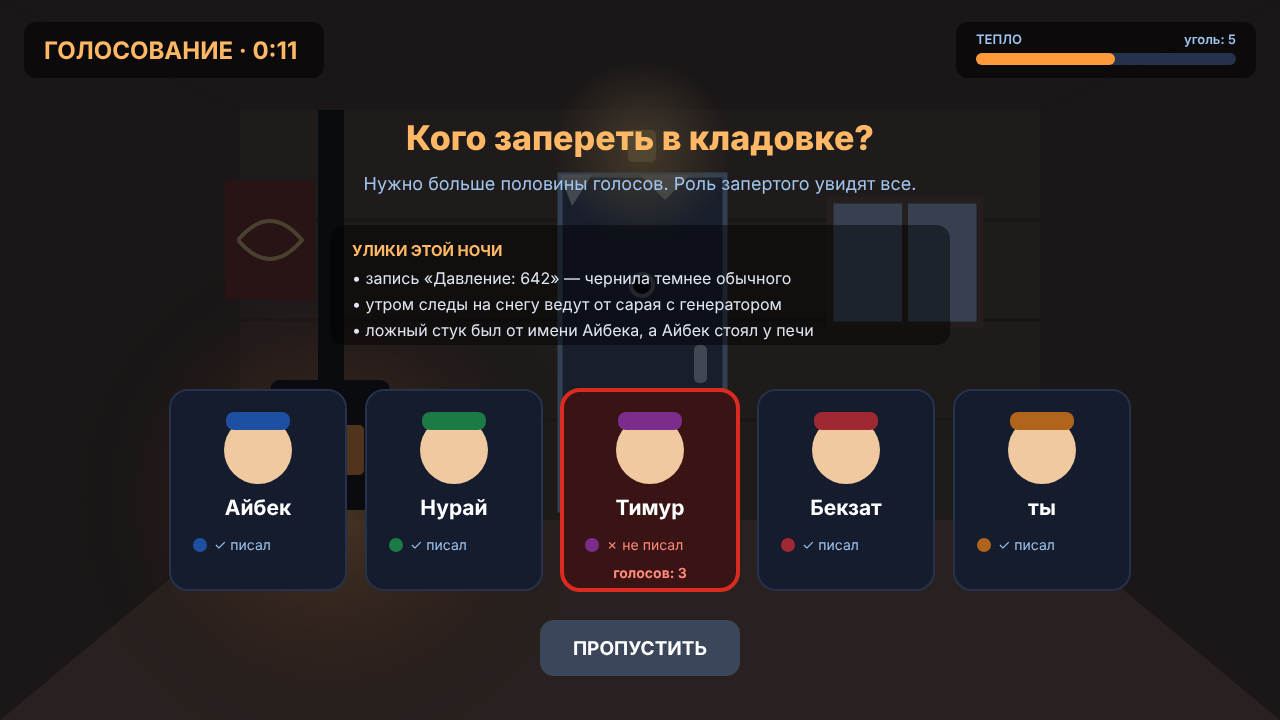 ГОЛОСОВАНИЕ · 0:11
ТЕПЛО уголь: 5
Кого запереть в кладовке?
Нужно больше половины голосов. Роль запертого увидят все.
УЛИКИ ЭТОЙ НОЧИ
• запись «Давление: 642» — чернила темнее обычного
• утром следы на снегу ведут от сарая с генератором
• ложный стук был от имени Айбека, а Айбек стоял у печи
Айбек Нурай Тимур Бекзат ты
✓ писал ✓ писал × не писал ✓ писал ✓ писал
голосов: 3
ПРОПУСТИТЬ